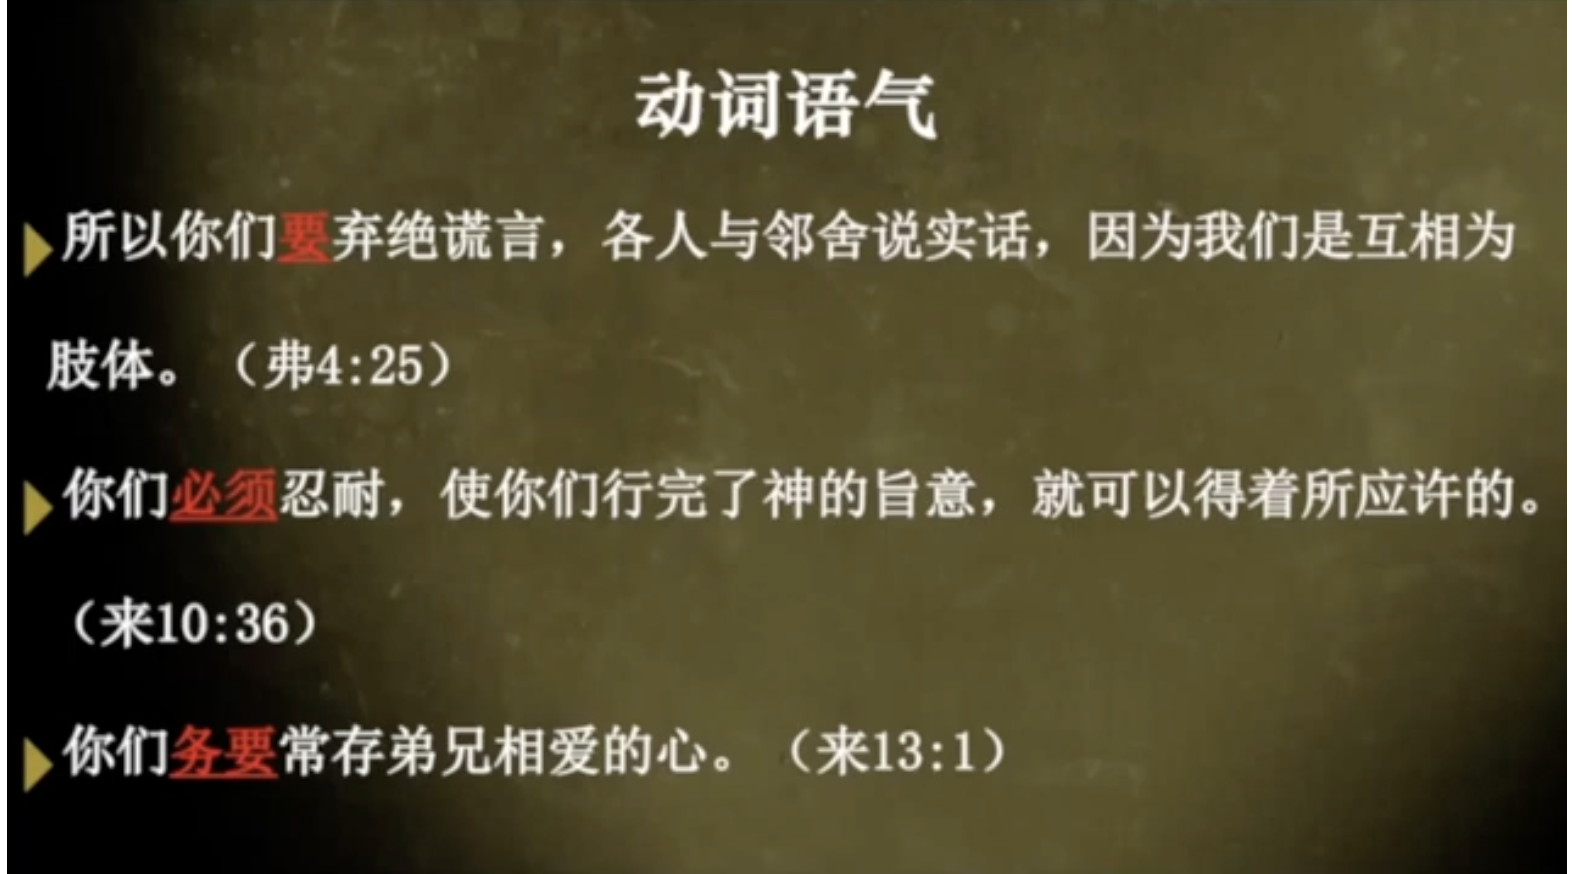 动词语气
所以你们要弃绝谎言，各人与邻舍说实话，因为我们是互相为
肢体。（弗4:25）
你们必须忍耐，使你们行完了神的旨意，就可以得着所应许的。
（来10:36）
你们务要常存弟兄相爱的心。（来13:1）